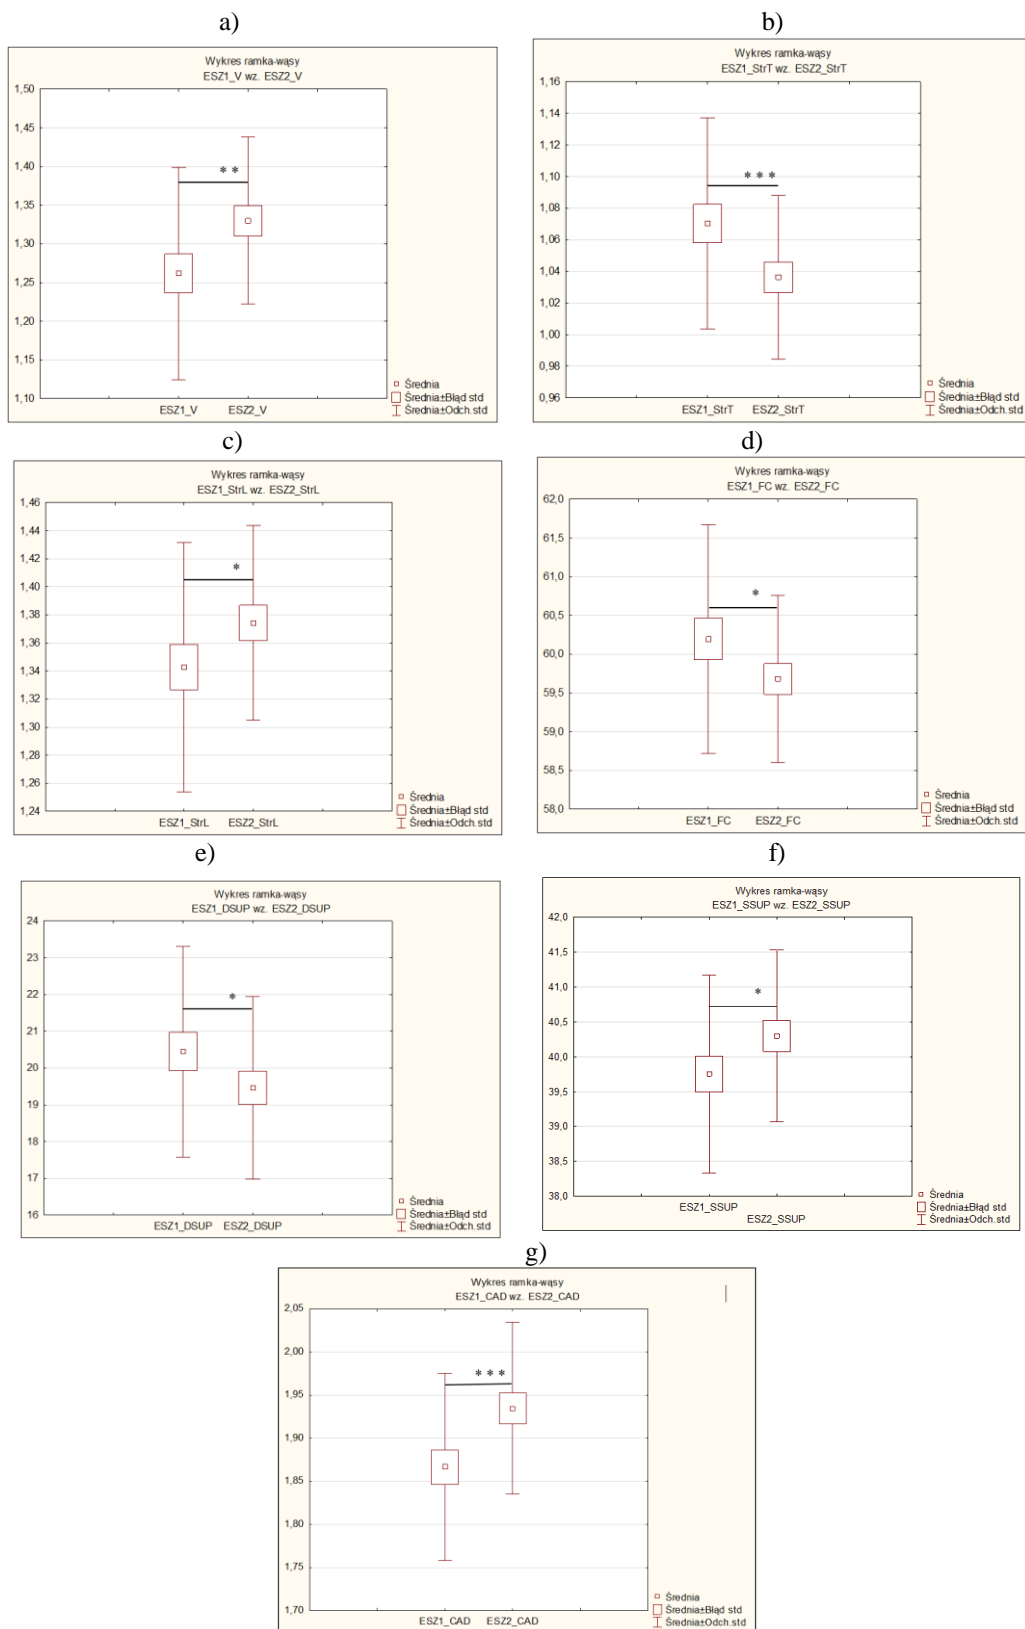 a)
Wykres ramka-wąsy
ESZ1_V wz. ESZ2_V
1,50
1,45
1,40
1,35
1,30
1,25
1,20
1,15
1,10
**
ESZ1_V ESZ2_V
Średnia
Średnia±Błąd std
Średnia±Odch.std
b)
Wykres ramka-wąsy
ESZ1_StrT wz. ESZ2_StrT
1,16
1,14
1,12
1,10
1,08
1,06
1,04
1,02
1,00
0,98
0,96
***
ESZ1_StrT ESZ2_StrT
Średnia
Średnia±Błąd std
Średnia±Odch.std
c)
Wykres ramka-wąsy
ESZ1_StrL wz. ESZ2_StrL
1,46
1,44
1,42
1,40
1,38
1,36
1,34
1,32
1,30
1,28
1,26
1,24
*
ESZ1_StrL ESZ2_StrL
Średnia
Średnia±Błąd std
Średnia±Odch.std
d)
Wykres ramka-wąsy
ESZ1_FC wz. ESZ2_FC
62,0
61,5
61,0
60,5
60,0
59,5
59,0
58,5
58,0
*
ESZ1_FC ESZ2_FC
Średnia
Średnia±Błąd std
Średnia±Odch.std
e)
Wykres ramka-wąsy
ESZ1_DSUP wz. ESZ2_DSUP
24
23
22
21
20
19
18
17
16
*
ESZ1_DSUP ESZ2_DSUP
Średnia
Średnia±Błąd std
Średnia±Odch.std
f)
Wykres ramka-wąsy
ESZ1_SSUP wz. ESZ2_SSUP
42,0
41,5
41,0
40,5
40,0
39,5
39,0
38,5
38,0
*
ESZ1_SSUP
ESZ2_SSUP
Średnia
Średnia±Błąd std
Średnia±Odch.std
g)
Wykres ramka-wąsy
ESZ1_CAD wz. ESZ2_CAD
2,05
2,00
1,95
1,90
1,85
1,80
1,75
1,70
***
ESZ1_CAD ESZ2_CAD
Średnia
Średnia±Błąd std
Średnia±Odch.std